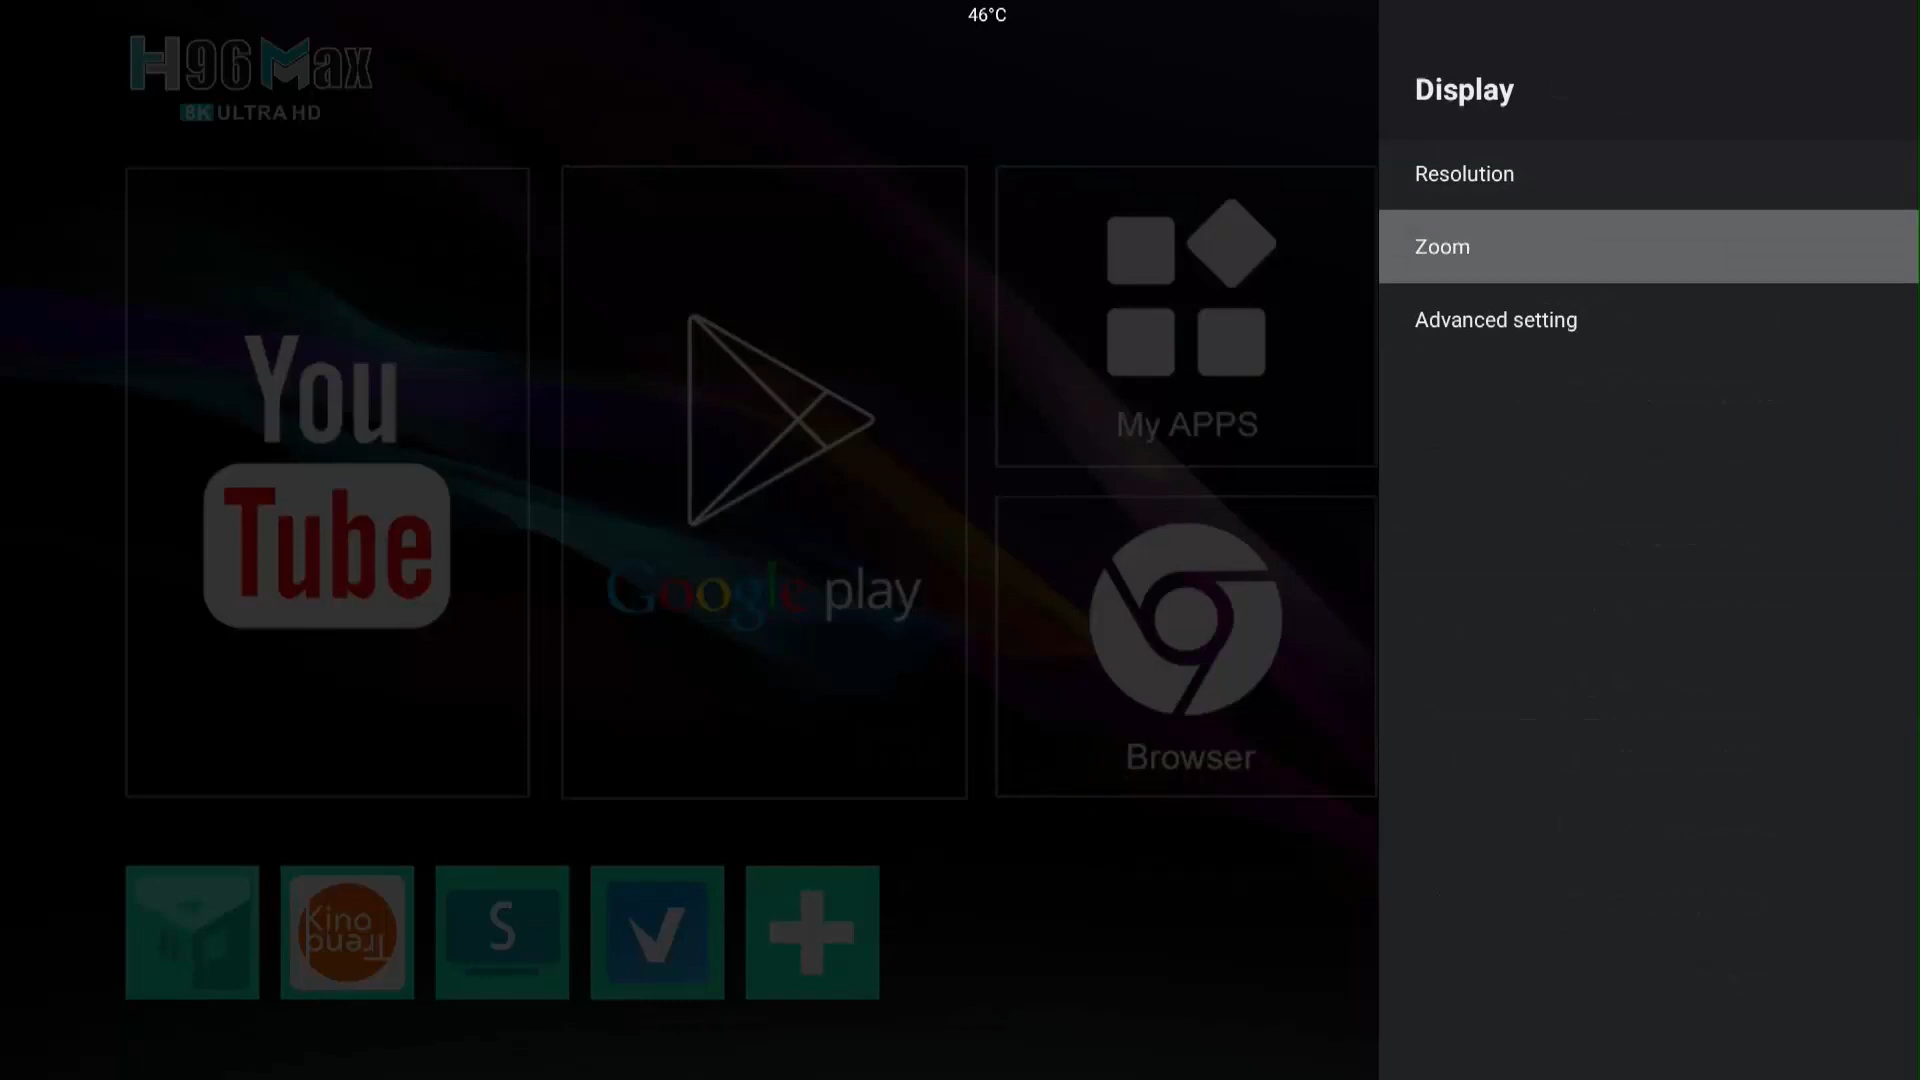 46°C
H96Max
8K ULTRA HD
Display
Resolution
Zoom
Advanced setting
You
Tube
Google play
My APPS
Browser
Kino
Trend
S